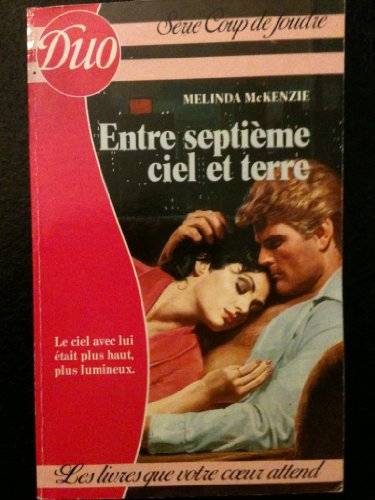 Duo
Série Coup de foudre
MELINDA McKENZIE
Entre septième
ciel et terre
Le ciel avec lui
était plus haut,
plus lumineux.
Les livres que votre cœur attend